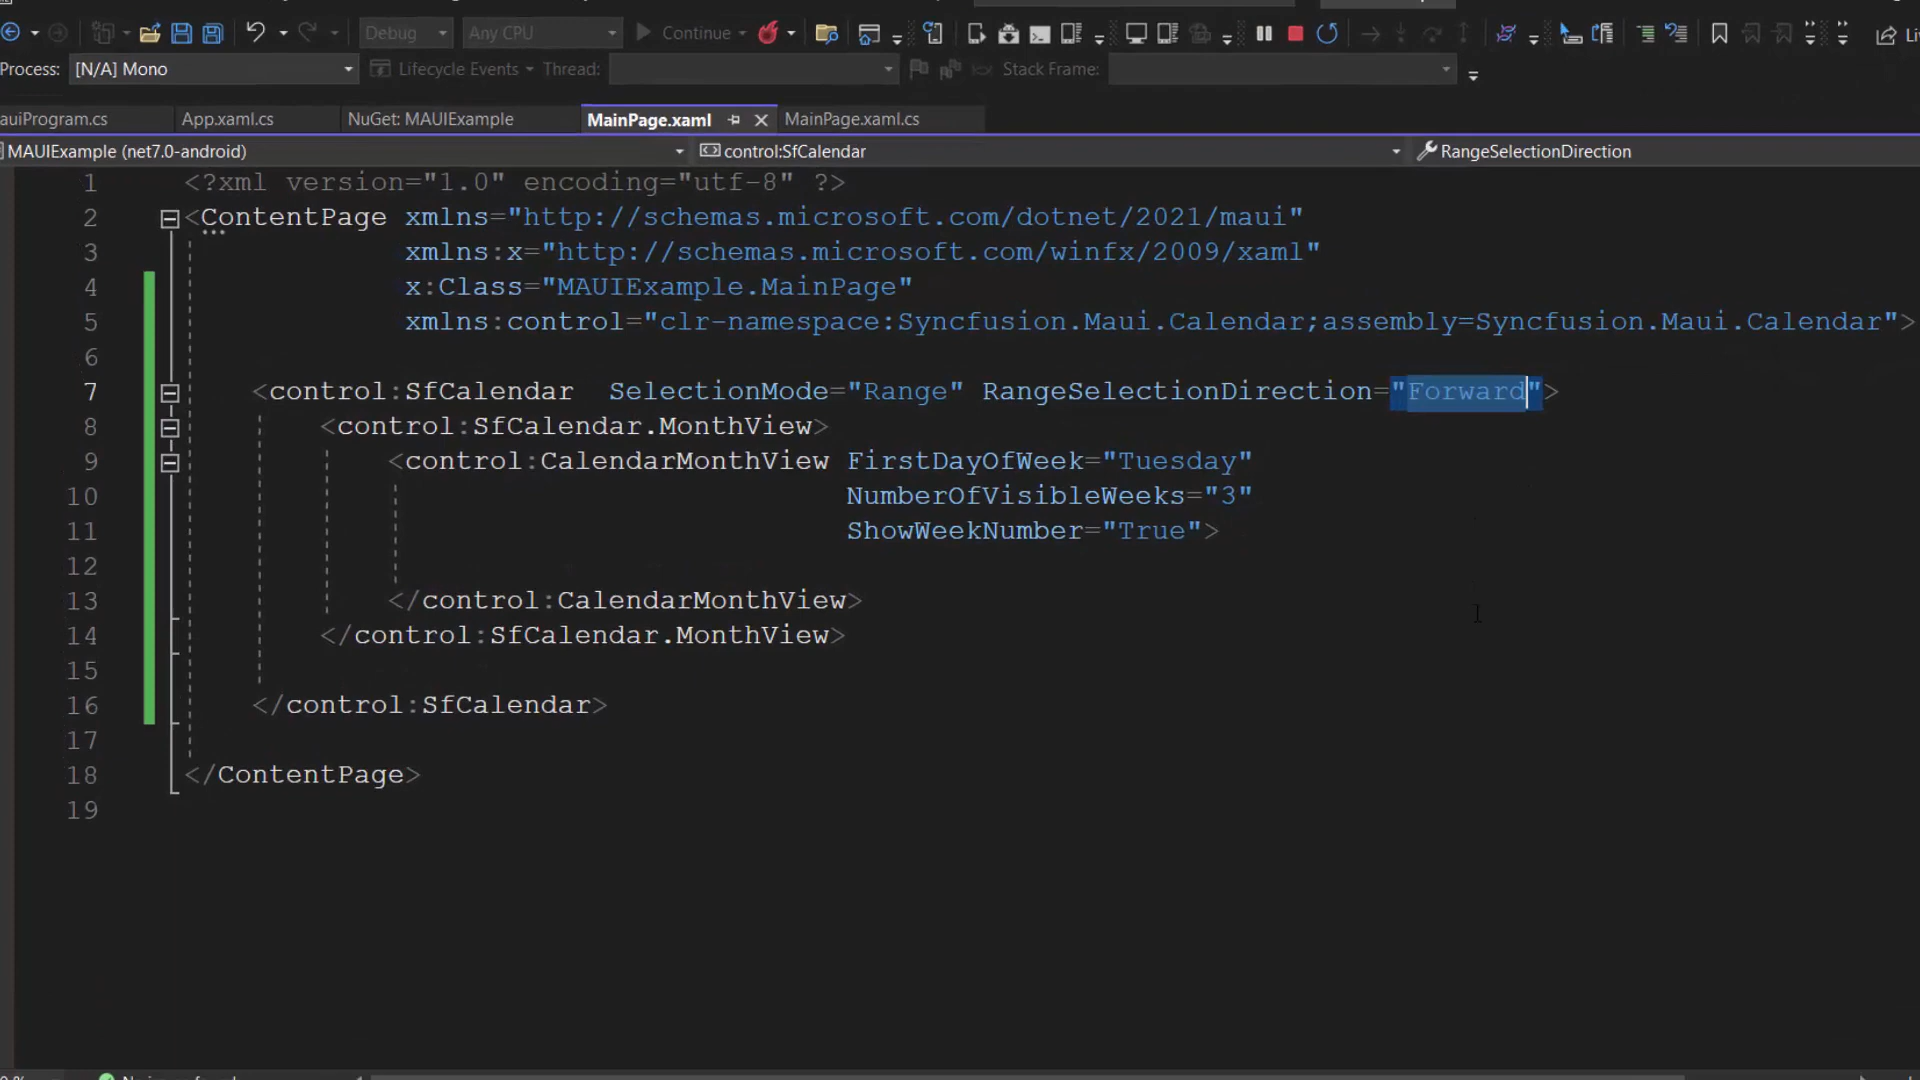 Debug Any CPU Continue
Process: [N/A] Mono Lifecycle Events Thread: Stack Frame:
auiProgram.cs App.xaml.cs NuGet: MAUIExample MainPage.xaml MainPage.xaml.cs
MAUIExample (net7.0-android) control:SfCalendar RangeSelectionDirection
1 <?xml version="1.0" encoding="utf-8" ?>
2 <ContentPage xmlns="http://schemas.microsoft.com/dotnet/2021/maui"
3 xmlns:x="http://schemas.microsoft.com/winfx/2009/xaml"
4 x:Class="MAUIExample.MainPage"
5 xmlns:control="clr-namespace:Syncfusion.Maui.Calendar;assembly=Syncfusion.Maui.Calendar">
6
7 <control:SfCalendar SelectionMode="Range" RangeSelectionDirection="Forward">
8 <control:SfCalendar.MonthView>
9 <control:CalendarMonthView FirstDayOfWeek="Tuesday"
10 NumberOfVisibleWeeks="3"
11 ShowWeekNumber="True">
12
13 </control:CalendarMonthView>
14 </control:SfCalendar.MonthView>
15
16 </control:SfCalendar>
17
18 </ContentPage>
19